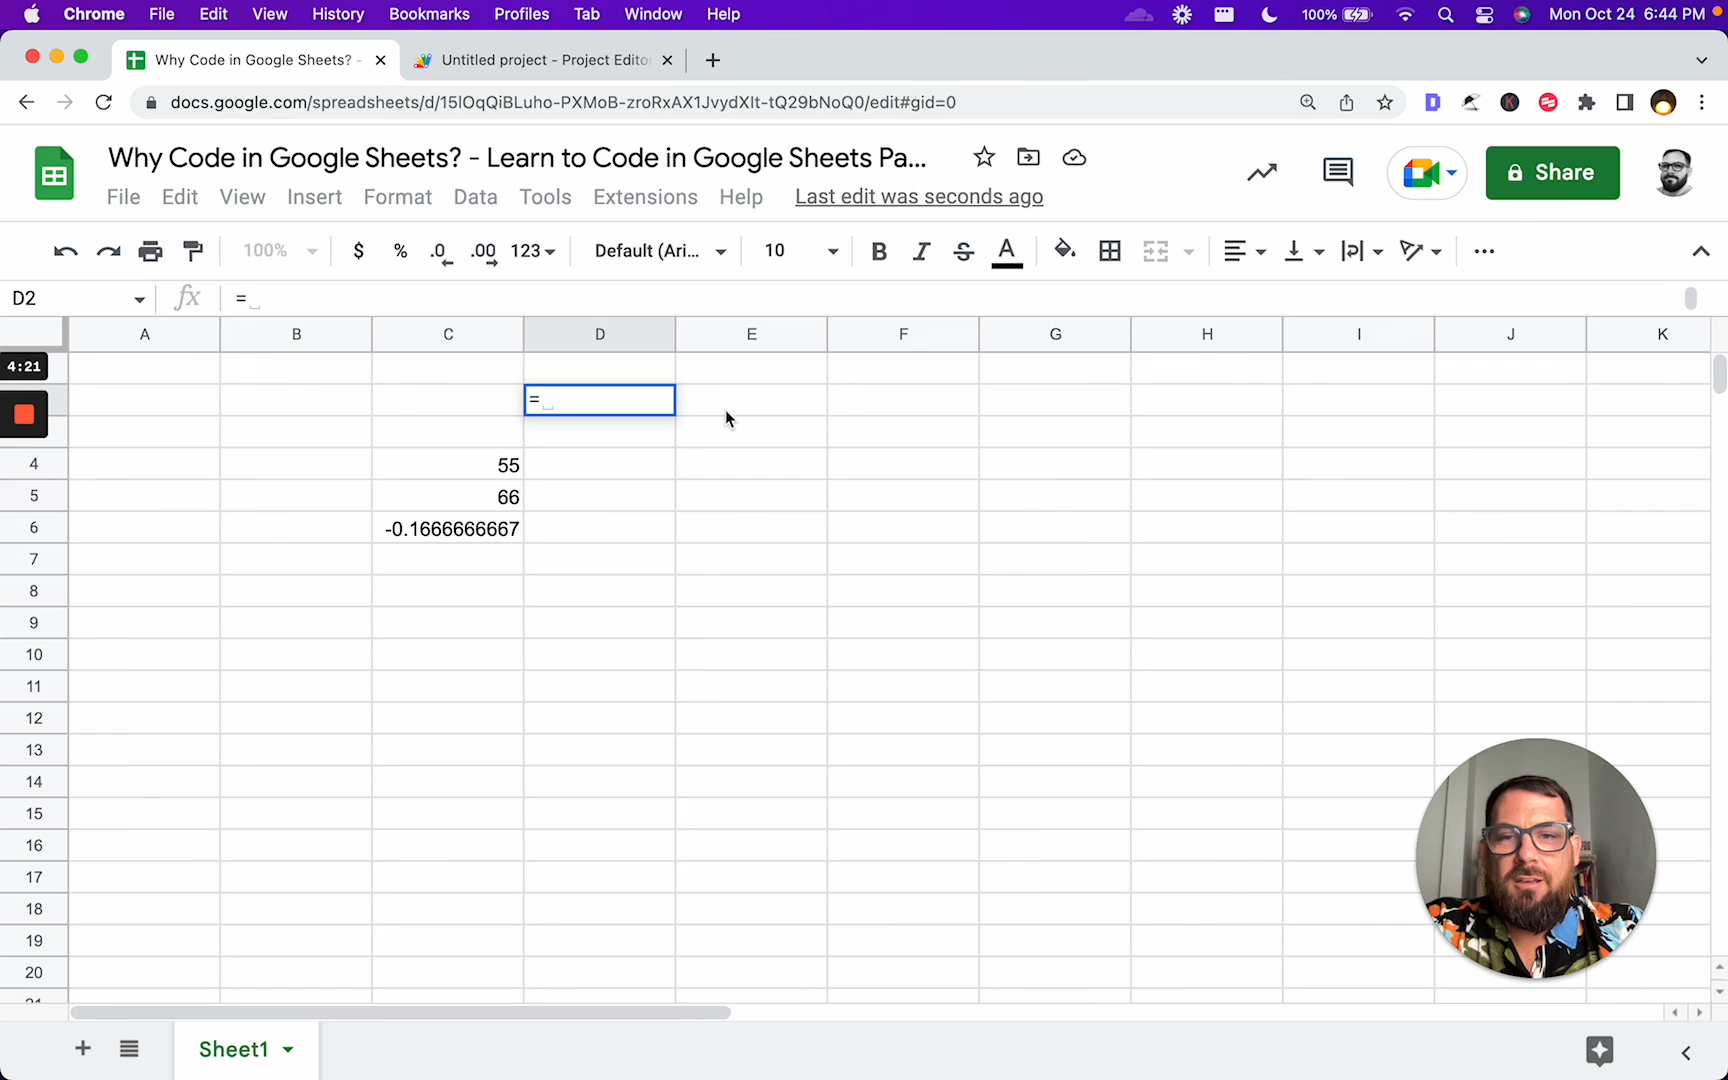 Chrome File Edit View History Bookmarks Profiles Tab Window Help 100% Mon Oct 24 6:44 PM
Why Code in Google Sheets? - Untitled project - Project Edito
docs.google.com/spreadsheets/d/15lOqQiBLuho-PXMoB-zroRxAX1JvydXIt-tQ29bNoQ0/edit#gid=0
Why Code in Google Sheets? - Learn to Code in Google Sheets Pa...
Share
File Edit View Insert Format Data Tools Extensions Help Last edit was seconds ago
100% $ % .0 .00 123 Default (Ari... 10 B I S A
D2 fx =
A B C D E F G H I J K
4:21
=
4 55
5 66
6 -0.1666666667
7
8
9
10
11
12
13
14
15
16
17
18
19
20
21
Sheet1